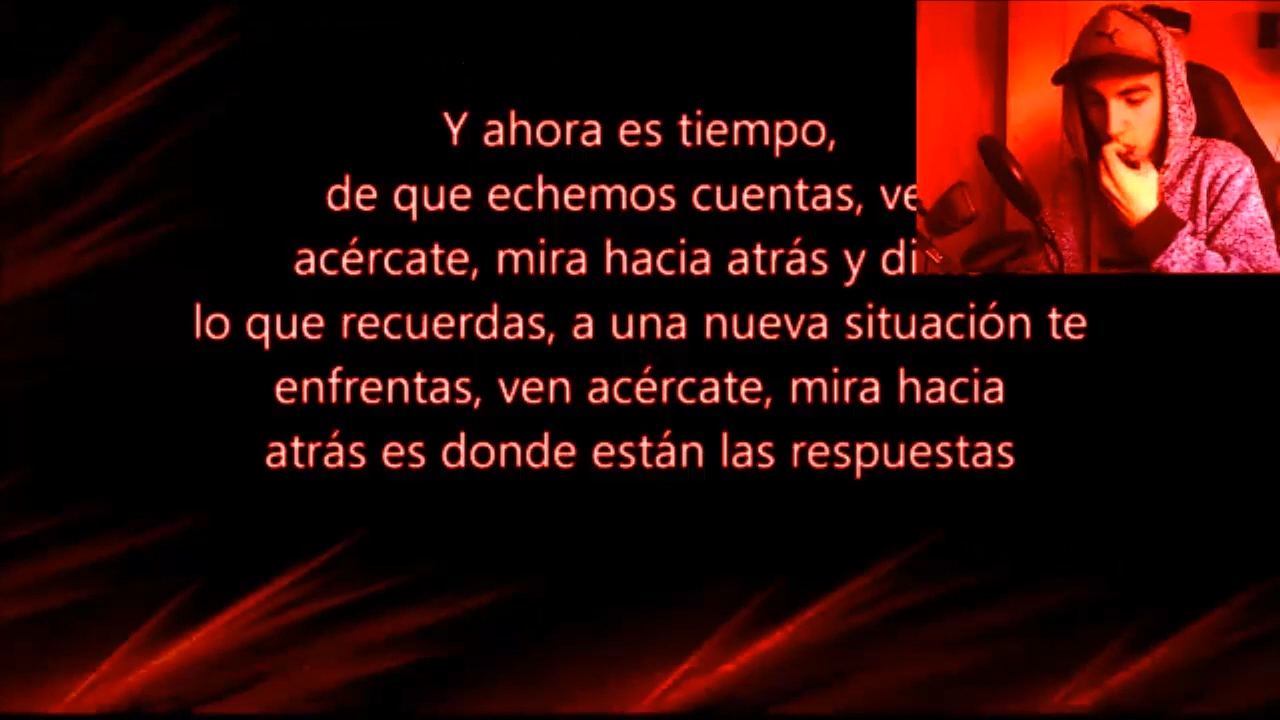 Y ahora es tiempo,
de que echemos cuentas,
acércate, mira hacia atrás y
lo que recuerdas, a una nueva situación te
enfrentas, ven acércate, mira hacia
atrás es donde están las respuestas